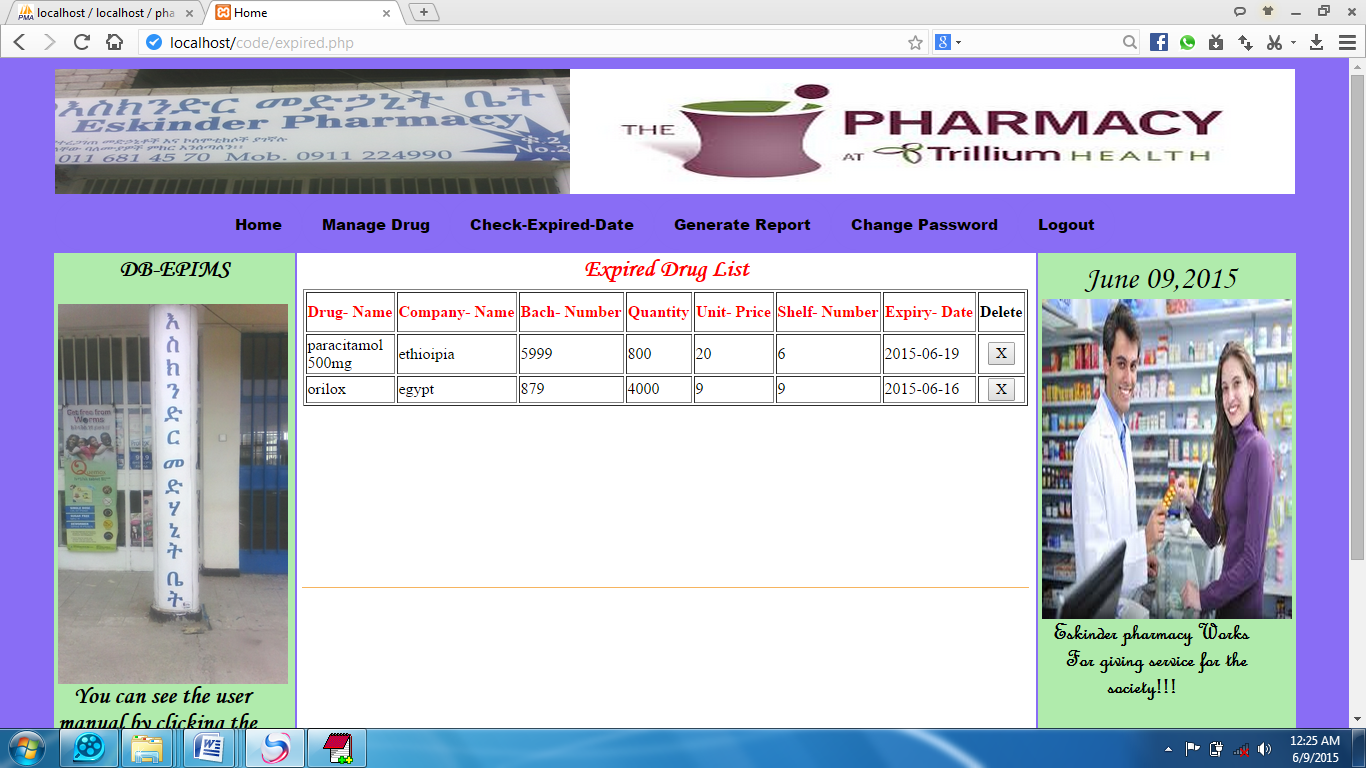 localhost / localhost / pha
Home
localhost/code/expired.php
እስክንድር መድኃኒት ቤት
Eskinder Pharmacy
011 681 45 70 Mob. 0911 224990
ቁ.2
No.2
THE PHARMACY
AT Trillium HEALTH
Home Manage Drug Check-Expired-Date Generate Report Change Password Logout
DB-EPIMS
እስክንድር መድሃኒት ቤት
You can see the user
manual by clicking the
Expired Drug List
Drug- Name Company- Name Bach- Number Quantity Unit- Price Shelf- Number Expiry- Date Delete
paracitamol
500mg ethioipia 5999 800 20 6 2015-06-19 X
orilox egypt 879 4000 9 9 2015-06-16 X
June 09,2015
Eskinder pharmacy Works
For giving service for the
society!!!
12:25 AM
6/9/2015